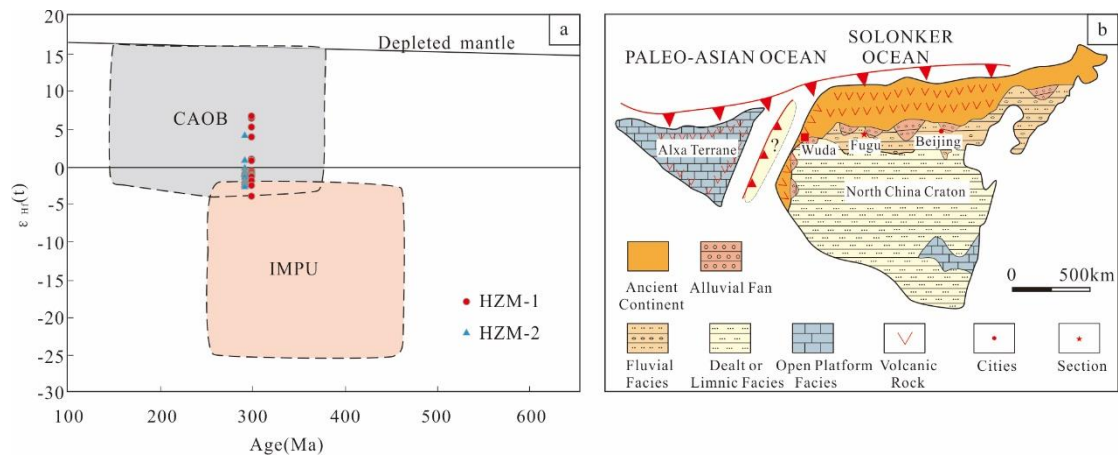 a
20
15
10
5
0
-5
-10
-15
-20
-25
-30
ε Hf(t)
Depleted mantle
CAOB
IMPU
HZM-1
HZM-2
100 200 300 400 500 600
Age(Ma)
b
PALEO-ASIAN OCEAN
SOLONKER
OCEAN
Alxa Terrane
?
Wuda
Fugu
Beijing
North China Craton
0 500km
Ancient
Continent
Alluvial Fan
Fluvial
Facies
Dealt or
Limnic Facies
Open Platform
Facies
Volcanic
Rock
Cities
Section